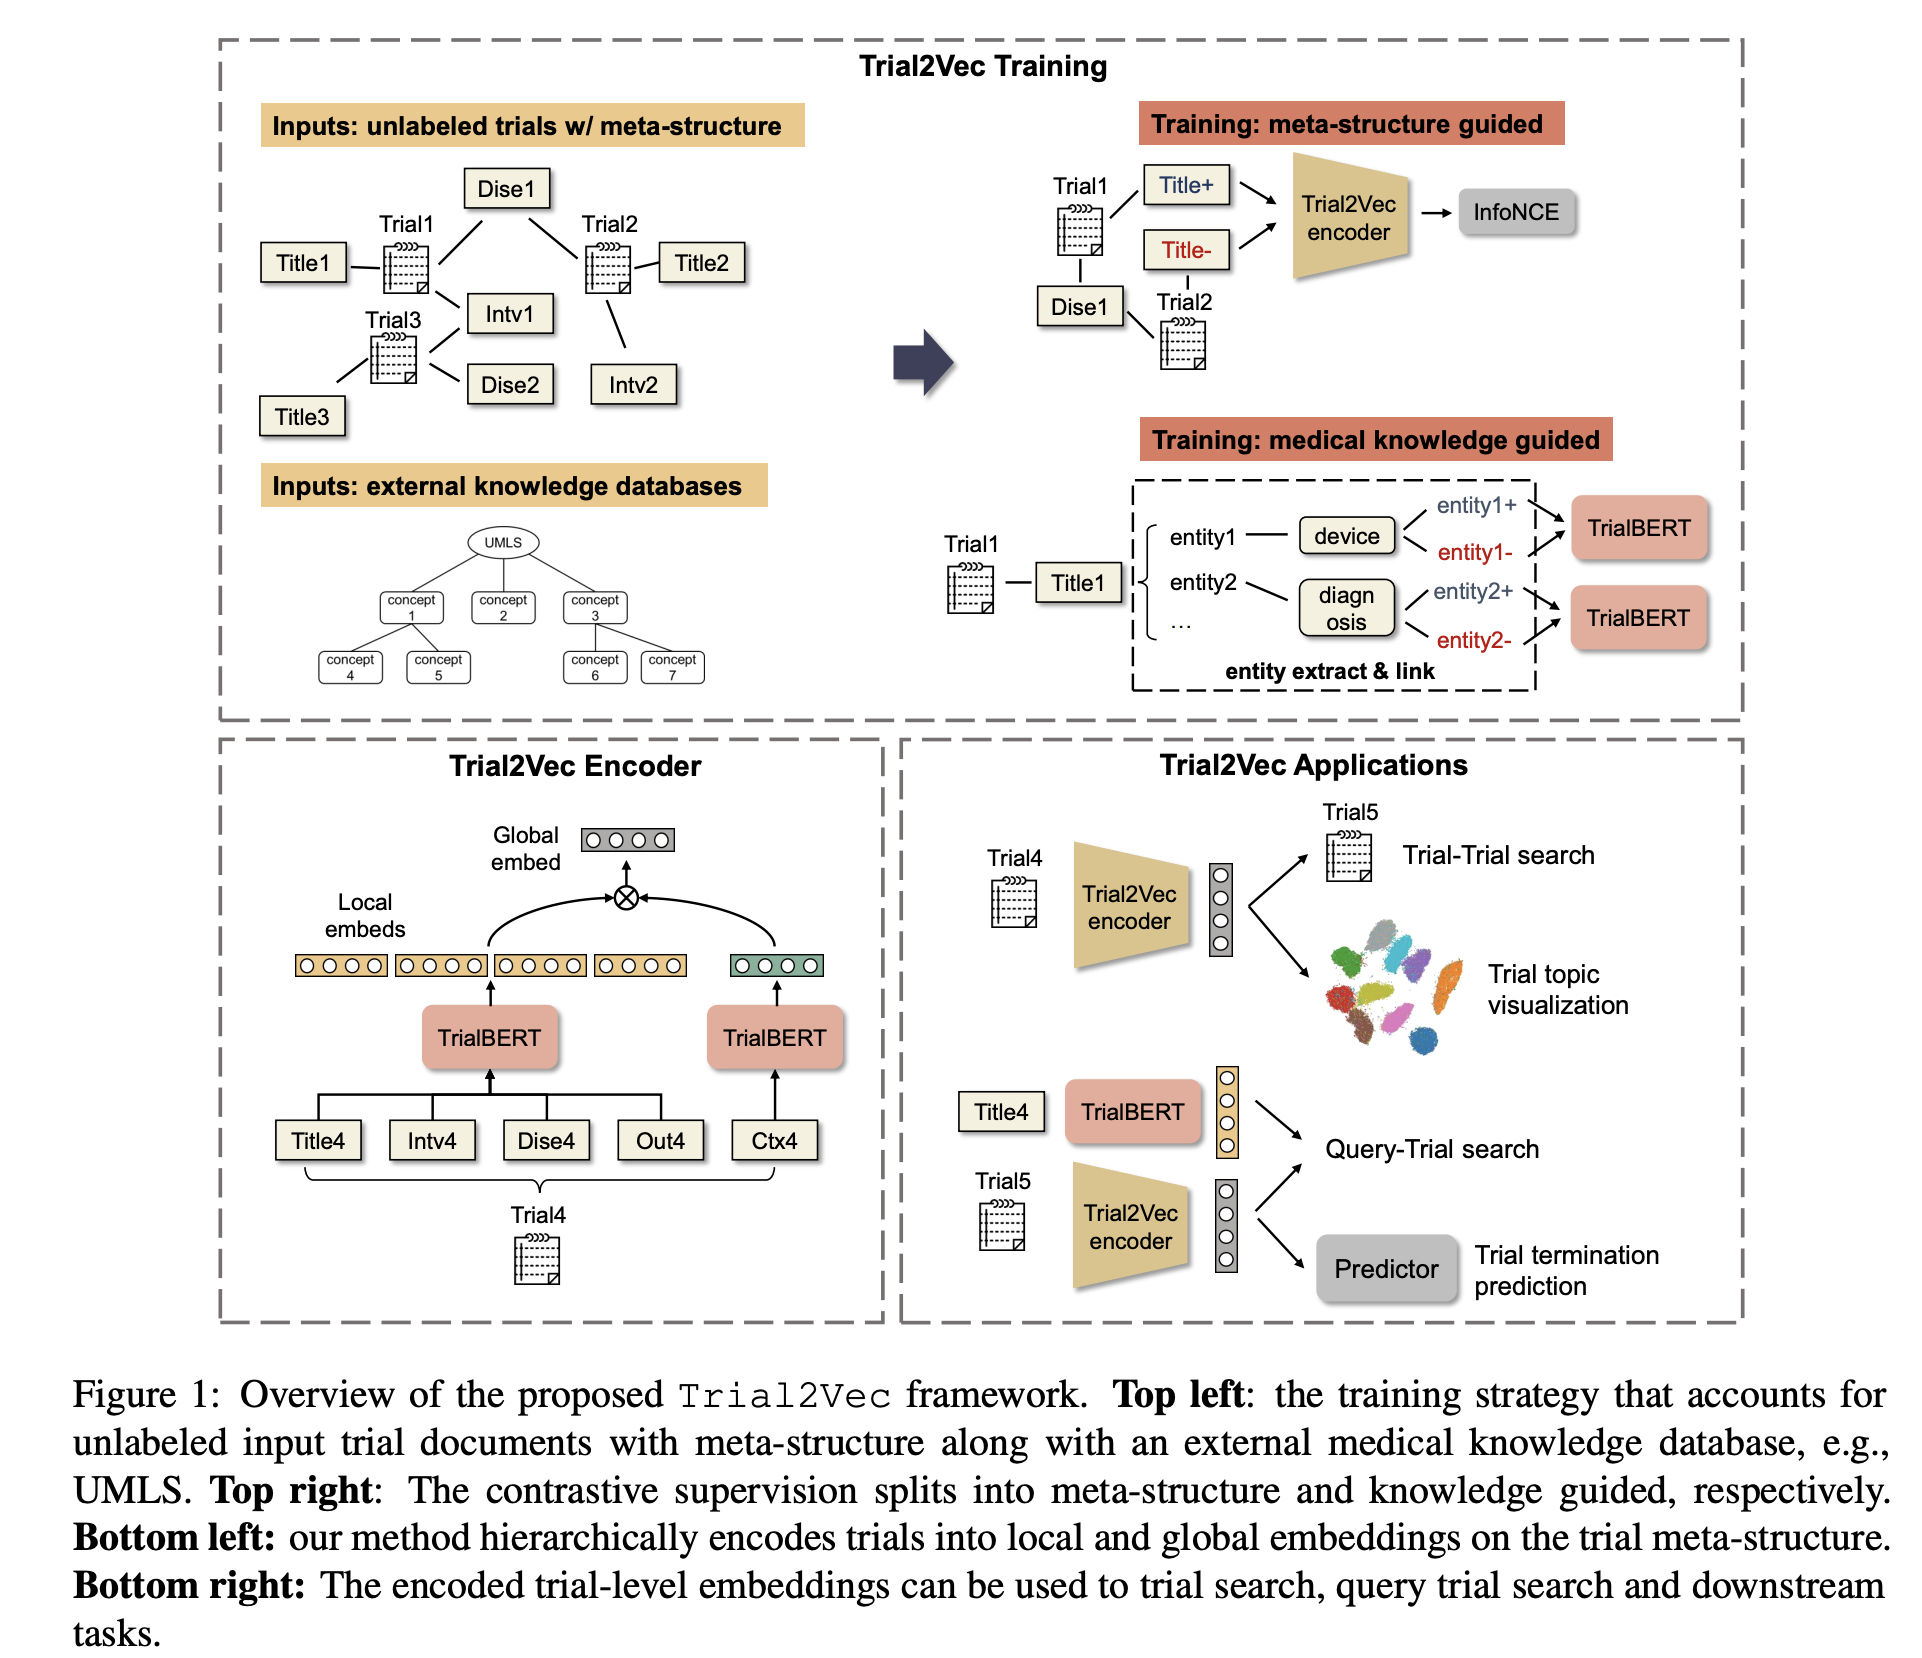 Trial2Vec Training
Inputs: unlabeled trials w/ meta-structure
Dise1
Trial1
Trial2
Title1
Title2
Intv1
Trial3
Dise2
Intv2
Title3
Inputs: external knowledge databases
UMLS
concept
1
concept
2
concept
3
concept
4
concept
5
concept
6
concept
7
Training: meta-structure guided
Trial1
Title+
Title-
Trial2Vec
encoder
InfoNCE
Dise1
Trial2
Training: medical knowledge guided
Trial1
Title1
entity1
entity2
...
device
diagn
osis
entity1+
entity1-
entity2+
entity2-
TrialBERT
TrialBERT
entity extract & link
Trial2Vec Encoder
Global
embed
Local
embeds
TrialBERT
TrialBERT
Title4
Intv4
Dise4
Out4
Ctx4
Trial4
Trial2Vec Applications
Trial4
Trial2Vec
encoder
Trial5
Trial-Trial search
Trial topic
visualization
Title4
TrialBERT
Query-Trial search
Trial5
Trial2Vec
encoder
Predictor
Trial termination
prediction
Figure 1: Overview of the proposed Trial2Vec framework. Top left: the training strategy that accounts for
unlabeled input trial documents with meta-structure along with an external medical knowledge database, e.g.,
UMLS. Top right: The contrastive supervision splits into meta-structure and knowledge guided, respectively.
Bottom left: our method hierarchically encodes trials into local and global embeddings on the trial meta-structure.
Bottom right: The encoded trial-level embeddings can be used to trial search, query trial search and downstream
tasks.